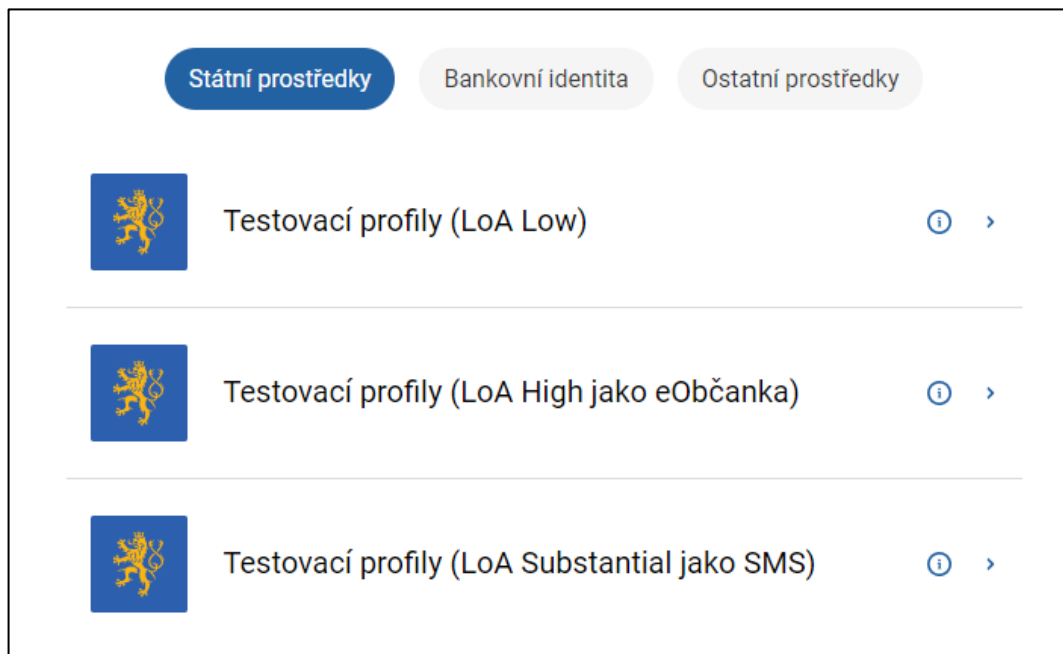 Státní prostředky Bankovní identita Ostatní prostředky
Testovací profily (LoA Low)
Testovací profily (LoA High jako eObčanka)
Testovací profily (LoA Substantial jako SMS)